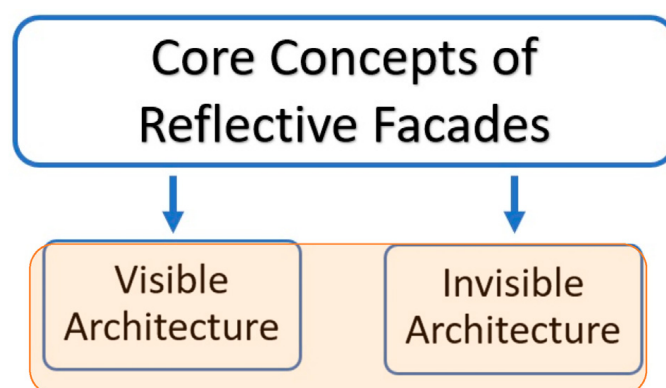 Core Concepts of
Reflective Facades
Visible
Architecture
Invisible
Architecture